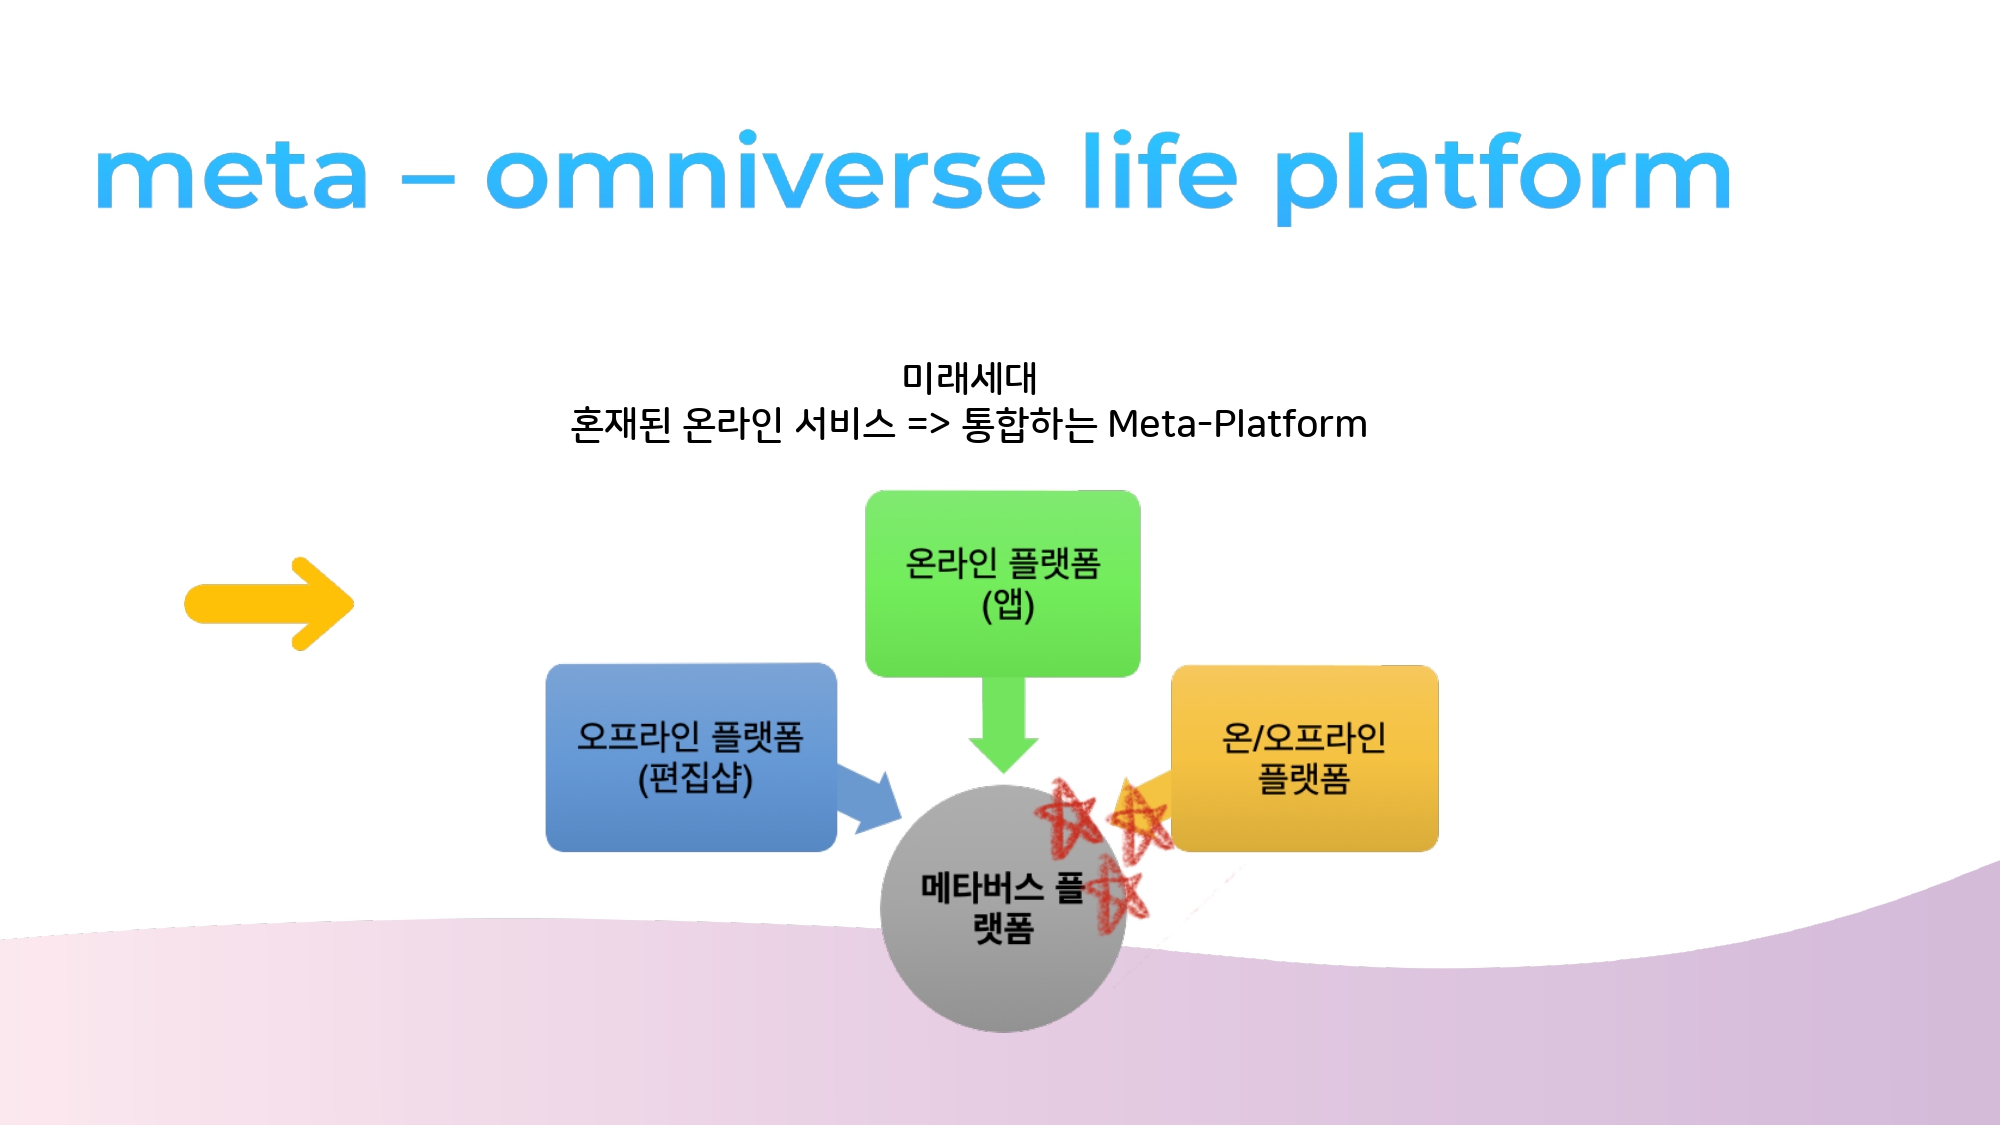 meta – omniverse life platform
미래세대
혼재된 온라인 서비스 => 통합하는 Meta-Platform
온라인 플랫폼
(앱)
오프라인 플랫폼
(편집샵)
온/오프라인
플랫폼
메타버스 플
랫폼